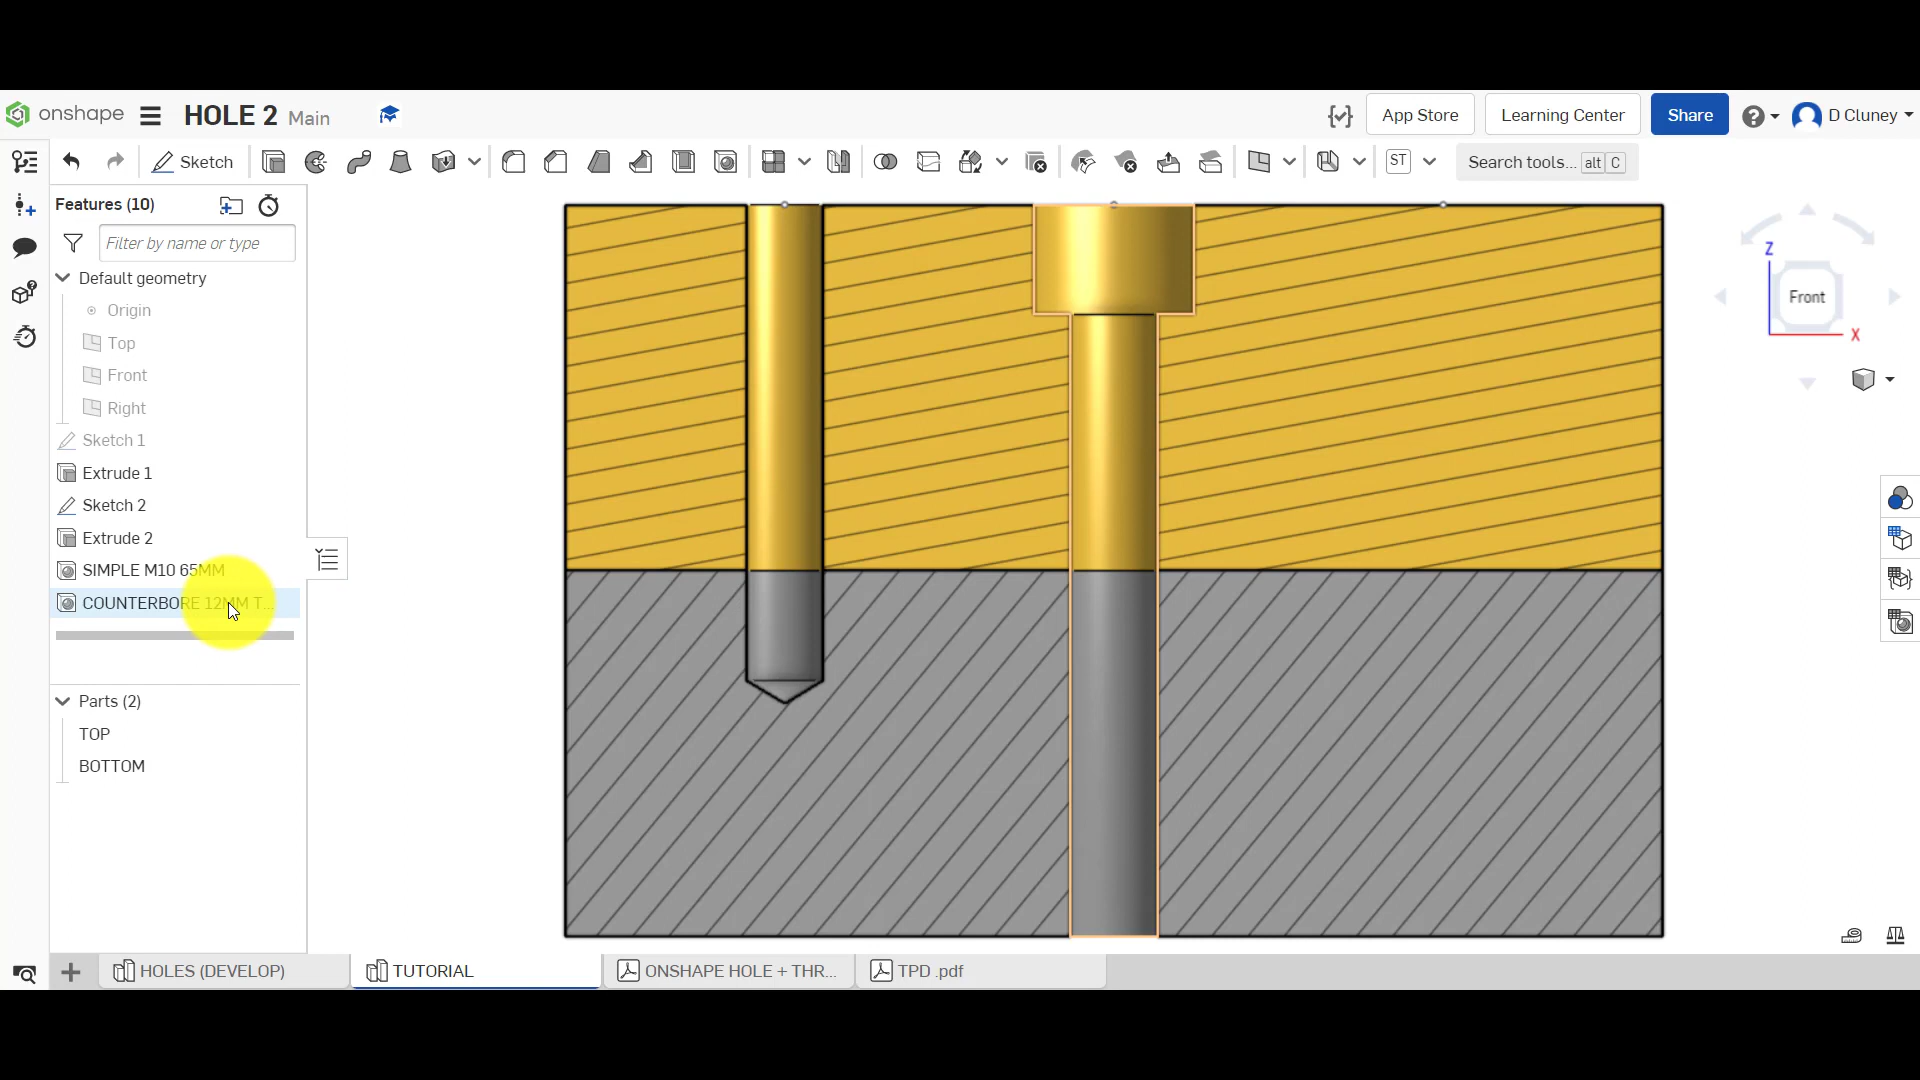 onshape HOLE 2 Main App Store Learning Center Share D Cluney
Sketch ST Search tools... alt C
Features (10)
Filter by name or type
Default geometry
Origin
Top
Front
Right
Sketch 1
Extrude 1
Sketch 2
Extrude 2
SIMPLE M10 65MM
COUNTERBORE 12MM T...
Parts (2)
TOP
BOTTOM
Z
Front
X
HOLES (DEVELOP) TUTORIAL ONSHAPE HOLE + THR... TPD .pdf